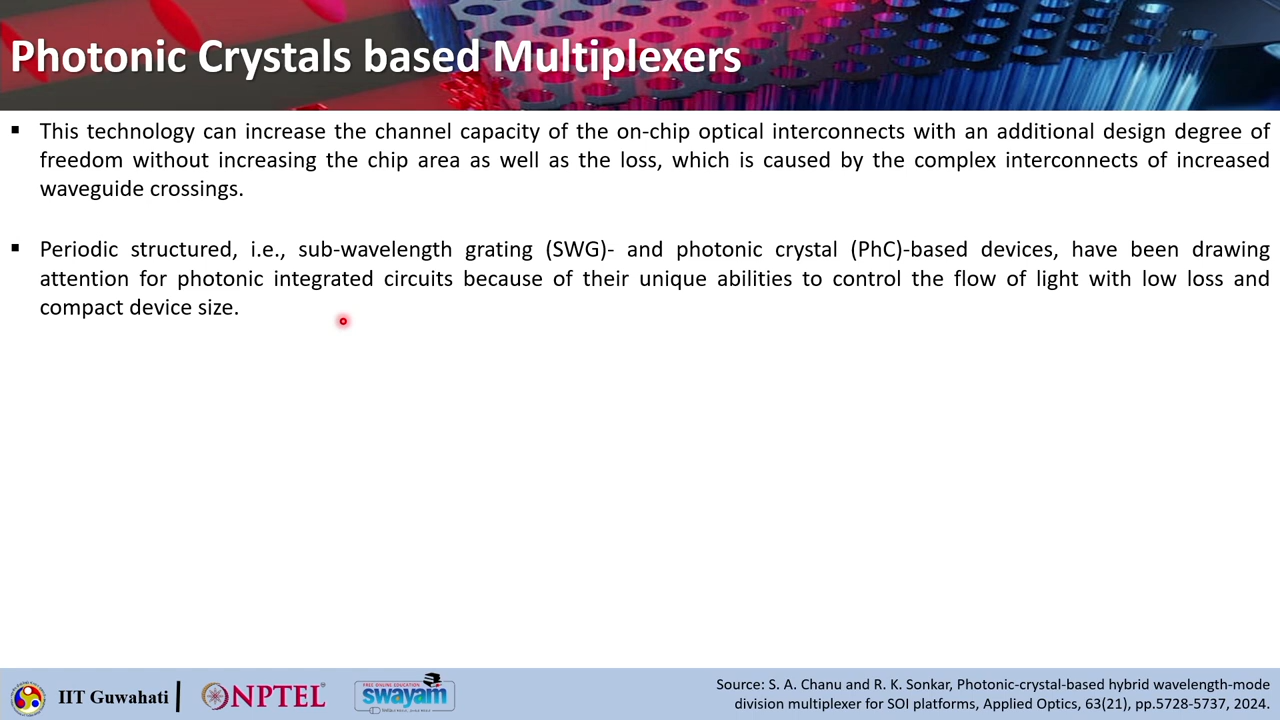 Photonic Crystals based Multiplexers
▪ This technology can increase the channel capacity of the on-chip optical interconnects with an additional design degree of
freedom without increasing the chip area as well as the loss, which is caused by the complex interconnects of increased
waveguide crossings.
▪ Periodic structured, i.e., sub-wavelength grating (SWG)- and photonic crystal (PhC)-based devices, have been drawing
attention for photonic integrated circuits because of their unique abilities to control the flow of light with low loss and
compact device size.
IIT Guwahati
NPTEL
FREE ONLINE EDUCATION
swayam
Source: S. A. and R. K. Sonkar, Photonic-crystal-based hybrid wavelength-mode
division multiplexer for SOI platforms, Applied Optics, 63(21), pp.5728-5737, 2024.